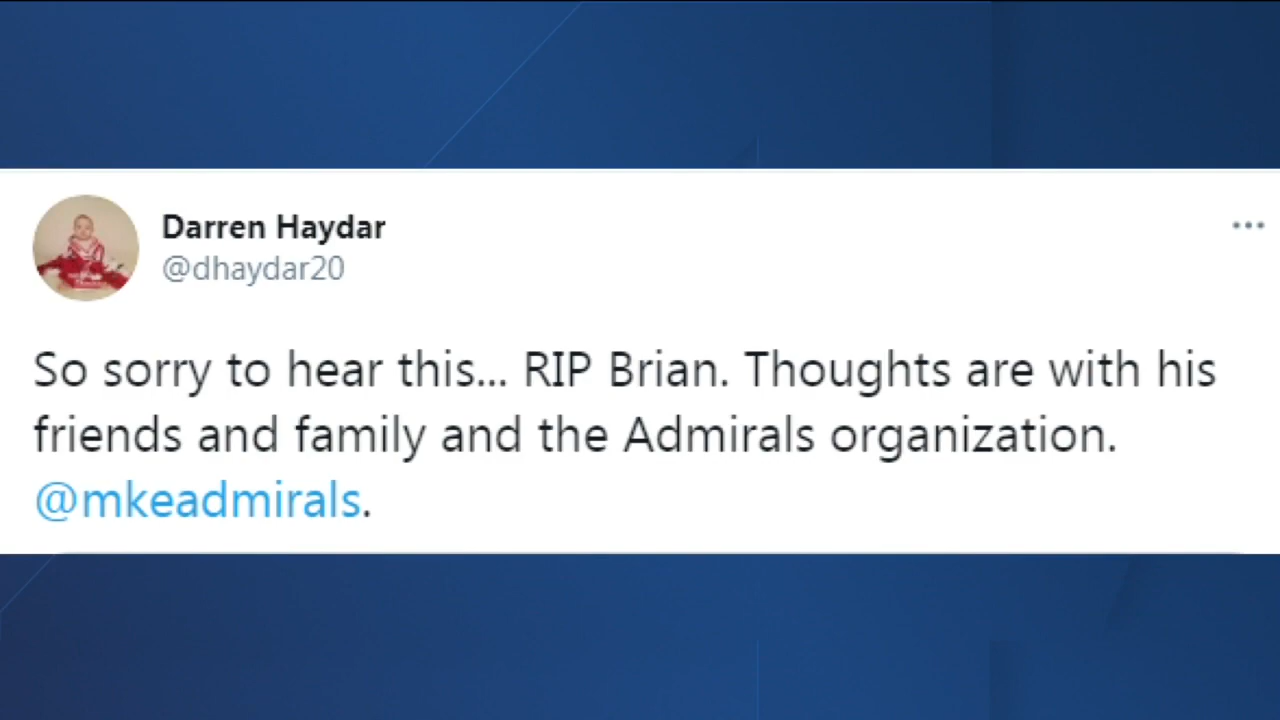 Darren Haydar
@dhaydar20
So sorry to hear this... RIP Brian. Thoughts are with his
friends and family and the Admirals organization.
@mkeadmirals.